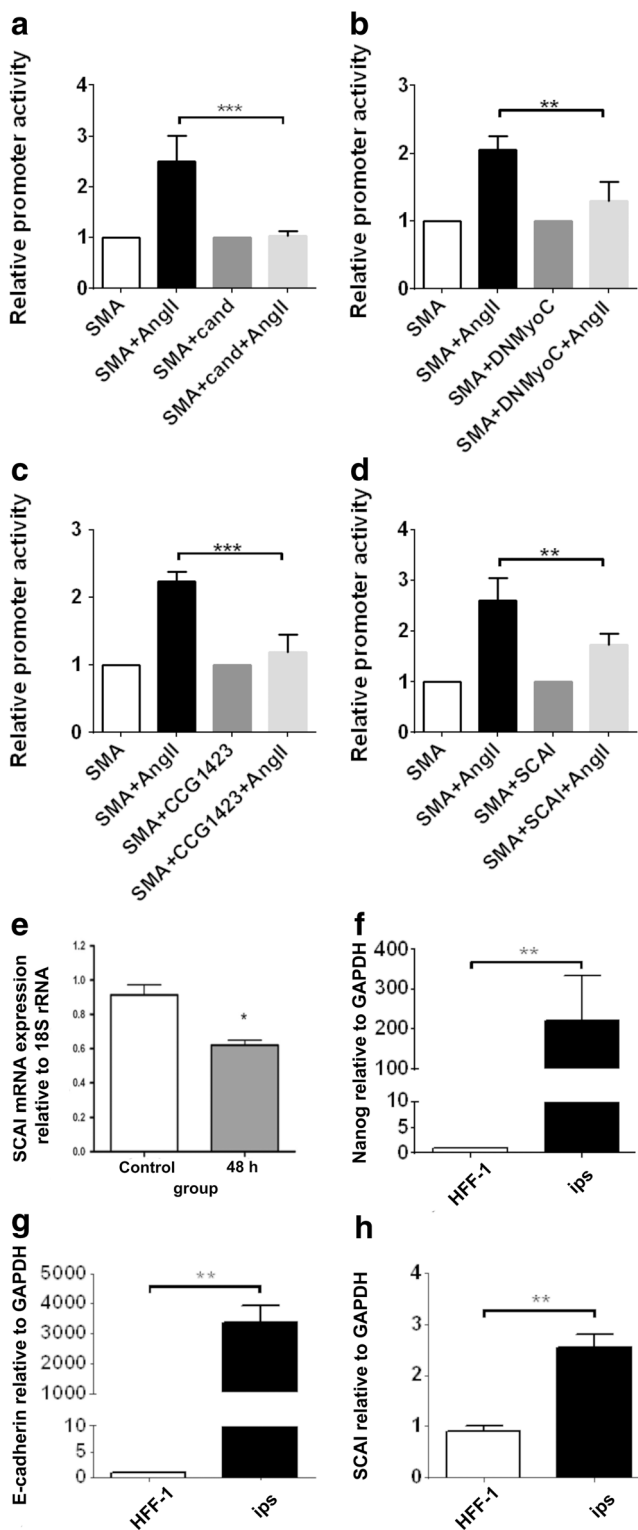 a
Relative promoter activity
4
3
2
1
0
***
SMA
SMA+AngII
SMA+cand
SMA+cand+AngII
b
Relative promoter activity
3
2
1
0
**
SMA
SMA+AngII
SMA+DNMyoC
SMA+DNMyoC+AngII
c
Relative promoter activity
3
2
1
0
***
SMA
SMA+AngII
SMA+CCG1423
SMA+CCG1423+AngII
d
Relative promoter activity
4
3
2
1
0
**
SMA
SMA+AngII
SMA+SCAI
SMA+SCAI+AngII
e
SCAI mRNA expression
relative to 18S rRNA
1.2
1.0
0.8
0.6
0.4
0.2
0.0
*
Control
48 h
group
f
Nanog relative to GAPDH
400
300
200
100
10
5
0
**
HFF-1
ips
g
E-cadherin relative to GAPDH
5000
4000
3000
2000
1000
10
5
0
**
HFF-1
ips
h
SCAI relative to GAPDH
4
3
2
1
0
**
HFF-1
ips